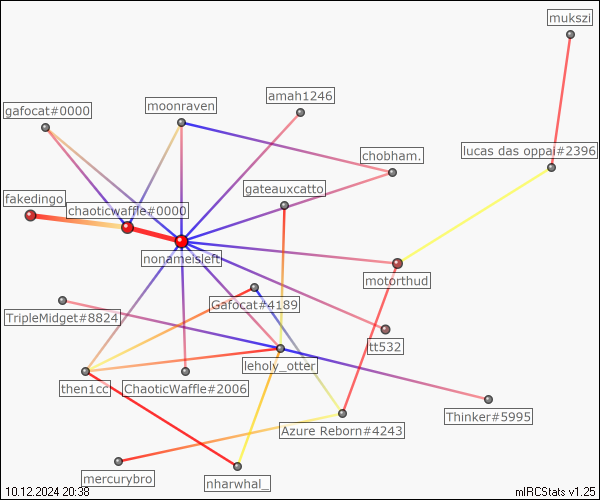 mukszi
amah1246
moonraven
gafocat#0000
lucas das oppai#2396
chobham.
gateauxcatto
fakedingo
chaoticwaffle#0000
nonameisleft
motorthud
Gafocat#4189
TripleMidget#8824
tt532
leholy_otter
then1cc
ChaoticWaffle#2006
Thinker#5995
Azure Reborn#4243
mercurybro
nharwhal_
10.12.2024 20:38
mIRCStats v1.25